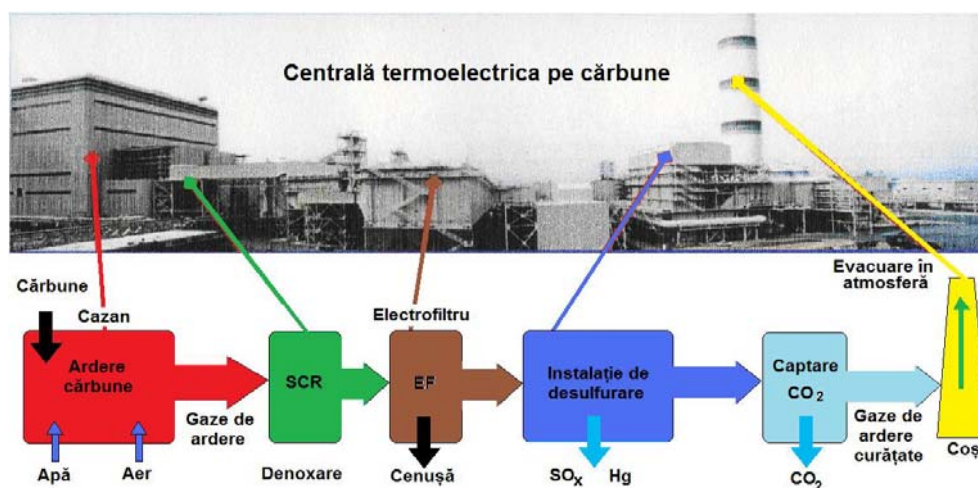 Centrală termoelectrica pe cărbune
Evacuare în
atmosferă
Cărbune
Cazan
Electrofiltru
Ardere
cărbune
Gaze de
ardere
Apă
Aer
SCR
Denoxare
EF
Cenușă
Instalație de
desulfurare
SOx
Hg
Captare
CO2
CO2
Gaze de
ardere
curățate
Coș